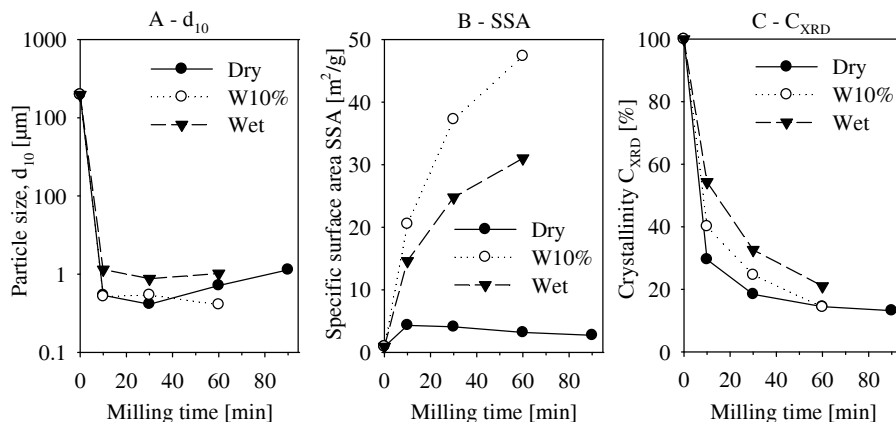 A - d₁₀
Particle size, d₁₀ [µm]
1000
100
100
1
0.1
Dry
W10%
Wet
0 20 40 60 80
Milling time [min]
B - SSA
Specific surface area SSA [m²/g]
50
40
30
20
10
0
Dry
W10%
Wet
0 20 40 60 80
Milling time [min]
C - C_XRD
Crystallinity C_XRD [%]
100
80
60
40
20
0
Dry
W10%
Wet
0 20 40 60 80
Milling time [min]